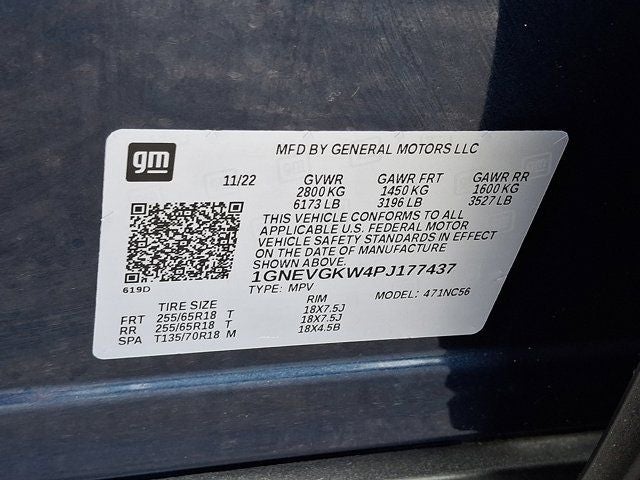 gm
MFD BY GENERAL MOTORS LLC
11/22 GVWR GAWR FRT GAWR RR
2800 KG 1450 KG 1600 KG
6173 LB 3196 LB 3527 LB
THIS VEHICLE CONFORMS TO ALL
APPLICABLE U.S. FEDERAL MOTOR
VEHICLE SAFETY STANDARDS IN EFFECT
ON THE DATE OF MANUFACTURE
SHOWN ABOVE.
1GNEVGKW4PJ177437
619D
TYPE: MPV MODEL: 471NC56
TIRE SIZE RIM
FRT 255/65R18 T 18X7.5J
RR 255/65R18 T 18X7.5J
SPA T135/70R18 M 18X4.5B